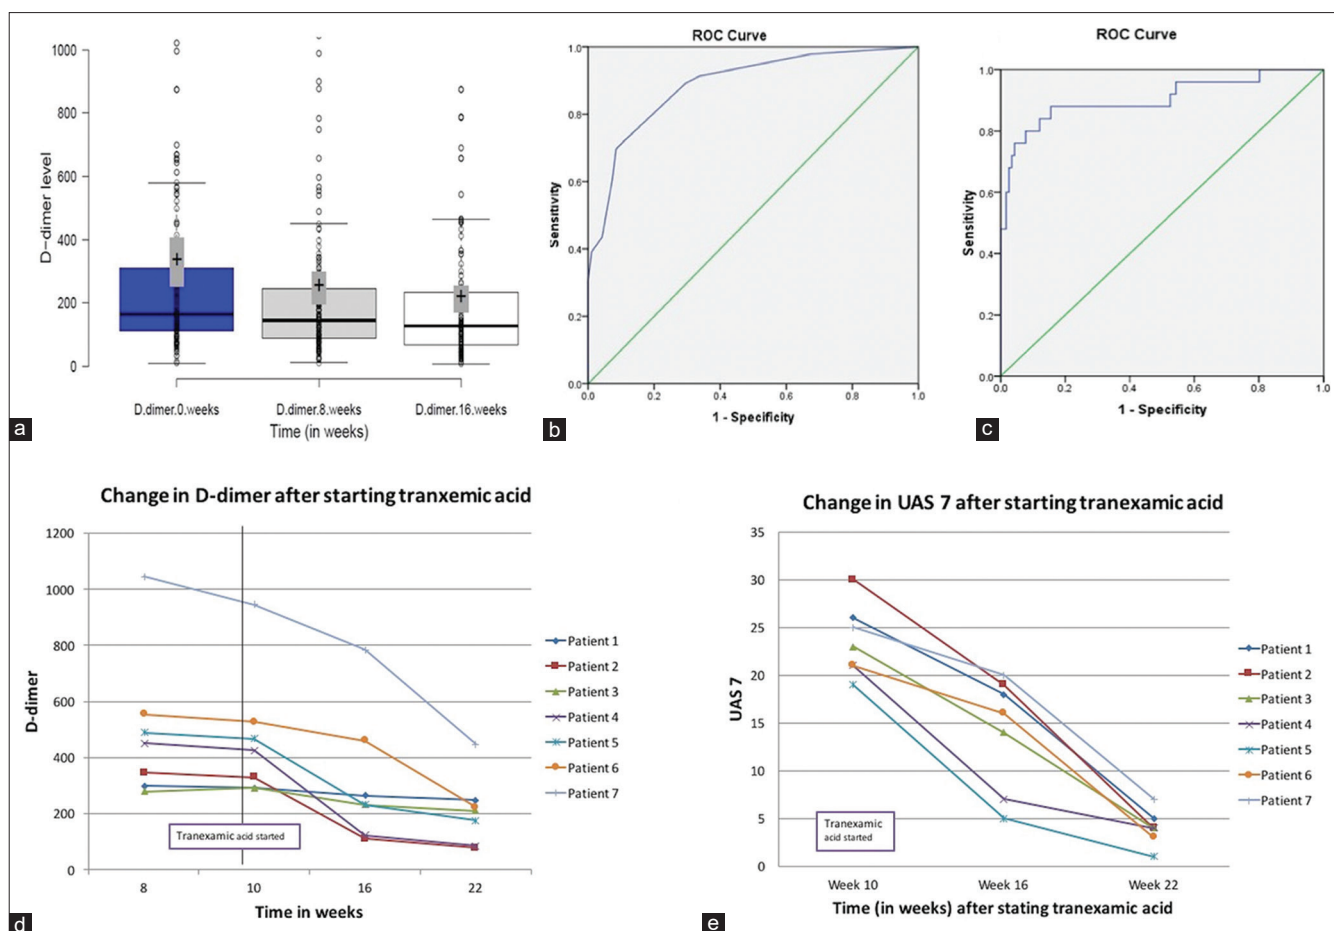 1000
800
600
400
200
0
D-dimer level
D.dimer.0.weeks
D.dimer.8.weeks
D.dimer.16.weeks
Time (in weeks)
a
ROC Curve
1.0
0.8
0.6
0.4
0.2
0.0
Sensitivity
0.0 0.2 0.4 0.6 0.8 1.0
1 - Specificity
b
ROC Curve
1.0
0.8
0.6
0.4
0.2
0.0
Sensitivity
0.0 0.2 0.4 0.6 0.8 1.0
1 - Specificity
c
Change in D-dimer after starting tranxemic acid
1200
1000
800
600
400
200
0
D-dimer
Tranexamic acid started
8 10 16 22
Time in weeks
Patient 1
Patient 2
Patient 3
Patient 4
Patient 5
Patient 6
Patient 7
d
Change in UAS 7 after starting tranexamic acid
35
30
25
20
15
10
5
0
UAS 7
Tranexamic
acid started
Week 10 Week 16 Week 22
Time (in weeks) after stating tranexamic acid
Patient 1
Patient 2
Patient 3
Patient 4
Patient 5
Patient 6
Patient 7
e